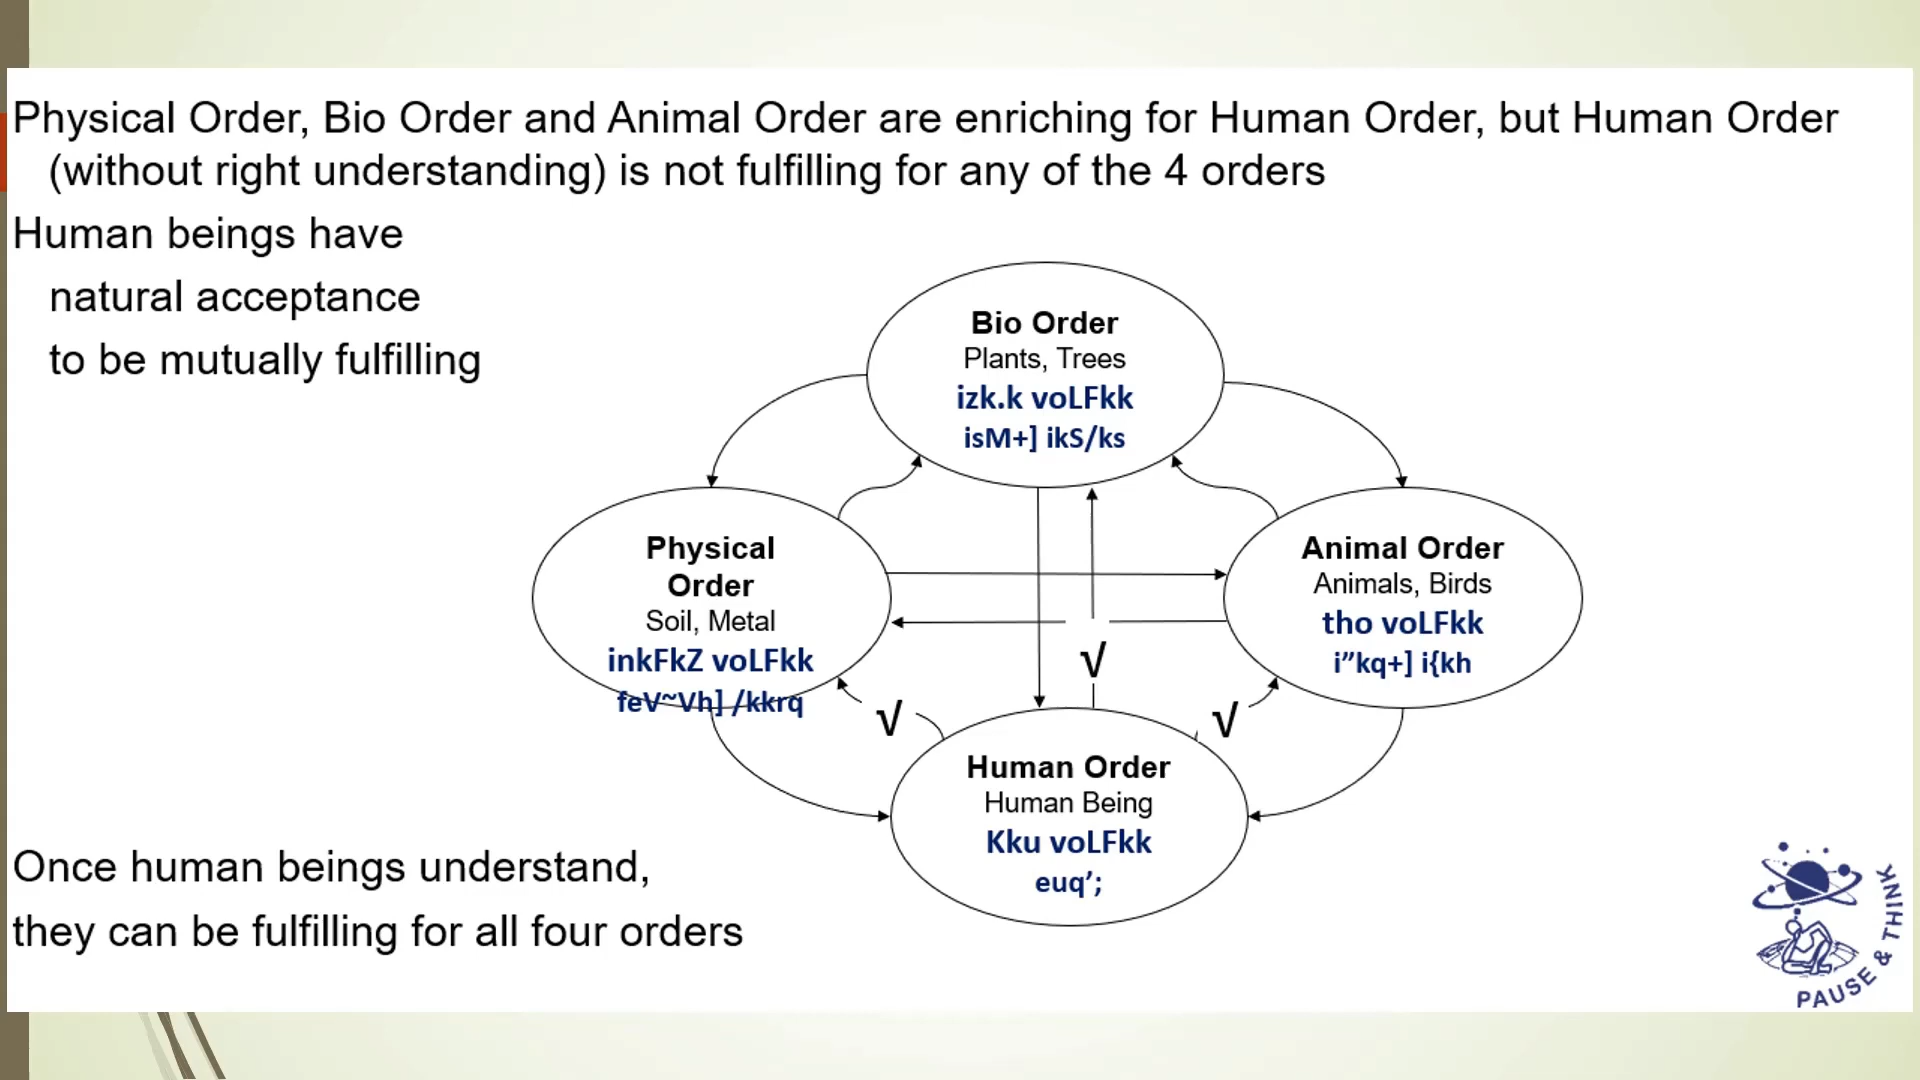 Physical Order, Bio Order and Animal Order are enriching for Human Order, but Human Order
(without right understanding) is not fulfilling for any of the 4 orders
Human beings have
natural acceptance
to be mutually fulfilling
Bio Order
Plants, Trees
izk.k voLFkk
isM+] ikS/ks
Physical
Order
Soil, Metal
inkFkZ voLFkk
feV~Vh] /kkrq
Animal Order
Animals, Birds
tho voLFkk
i”kq+] i{kh
√
√
√
Human Order
Human Being
Kku voLFkk
euq’;
Once human beings understand,
they can be fulfilling for all four orders
PAUSE & THINK